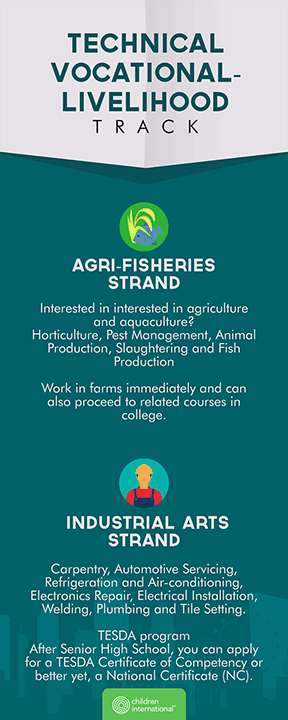 TECHNICAL
VOCATIONAL-
LIVELIHOOD
TRACK
AGRI-FISHERIES
STRAND
Interested in interested in agriculture
and aquaculture?
Horticulture, Pest Management, Animal
Production, Slaughtering and Fish
Production
Work in farms immediately and can
also proceed to related courses in
college.
INDUSTRIAL ARTS
STRAND
Carpentry, Automotive Servicing,
Refrigeration and Air-conditioning,
Electronics Repair, Electrical Installation,
Welding, Plumbing and Tile Setting.
TESDA program
After Senior High School, you can apply
for a TESDA Certificate of Competency or
better yet, a National Certificate (NC).
children
international